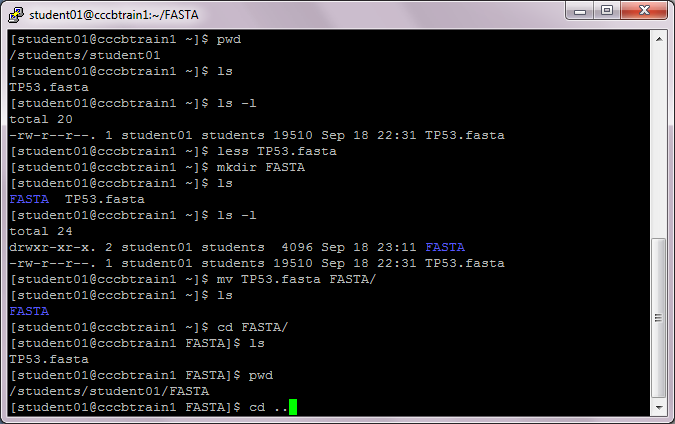 student01@cccbtrain1:~/FASTA
[student01@cccbtrain1 ~]$ pwd
/students/student01
[student01@cccbtrain1 ~]$ ls
TP53.fasta
[student01@cccbtrain1 ~]$ ls -l
total 20
-rw-r--r--. 1 student01 students 19510 Sep 18 22:31 TP53.fasta
[student01@cccbtrain1 ~]$ less TP53.fasta
[student01@cccbtrain1 ~]$ mkdir FASTA
[student01@cccbtrain1 ~]$ ls
FASTA  TP53.fasta
[student01@cccbtrain1 ~]$ ls -l
total 24
drwxr-xr-x. 2 student01 students  4096 Sep 18 23:11 FASTA
-rw-r--r--. 1 student01 students 19510 Sep 18 22:31 TP53.fasta
[student01@cccbtrain1 ~]$ mv TP53.fasta FASTA/
[student01@cccbtrain1 ~]$ ls
FASTA
[student01@cccbtrain1 ~]$ cd FASTA/
[student01@cccbtrain1 FASTA]$ ls
TP53.fasta
[student01@cccbtrain1 FASTA]$ pwd
/students/student01/FASTA
[student01@cccbtrain1 FASTA]$ cd ..